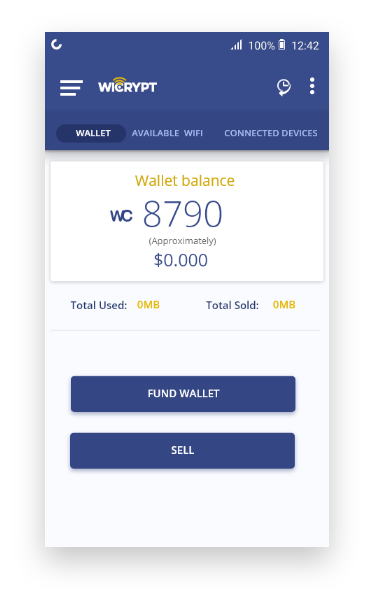 100% 12:42
WICRYPT
WALLET AVAILABLE WIFI CONNECTED DEVICES
Wallet balance
WC 8790
(Approximately)
$0.000
Total Used: 0MB Total Sold: 0MB
FUND WALLET
SELL